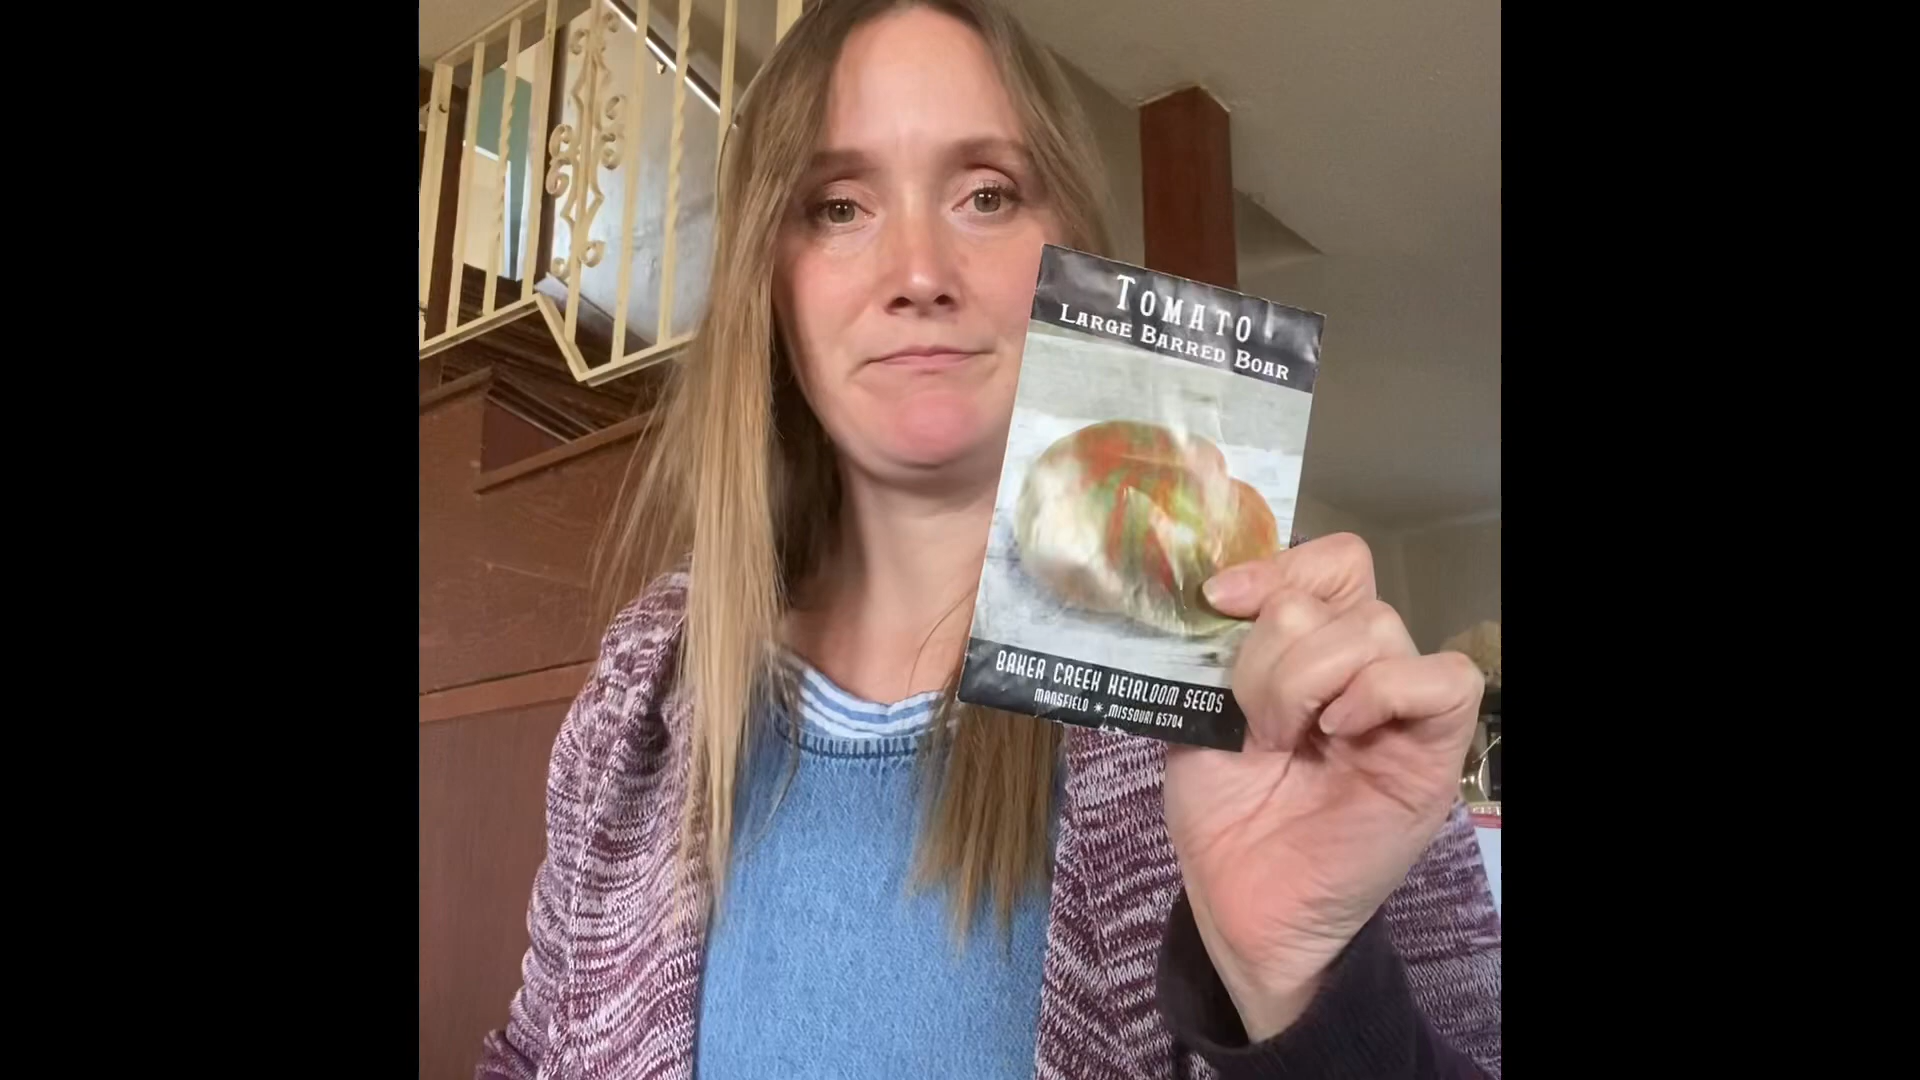 TOMATO
LARGE BARRED BOAR
BAKER CREEK HEIRLOOM SEEDS
MANSFIELD * MISSOURI 65704